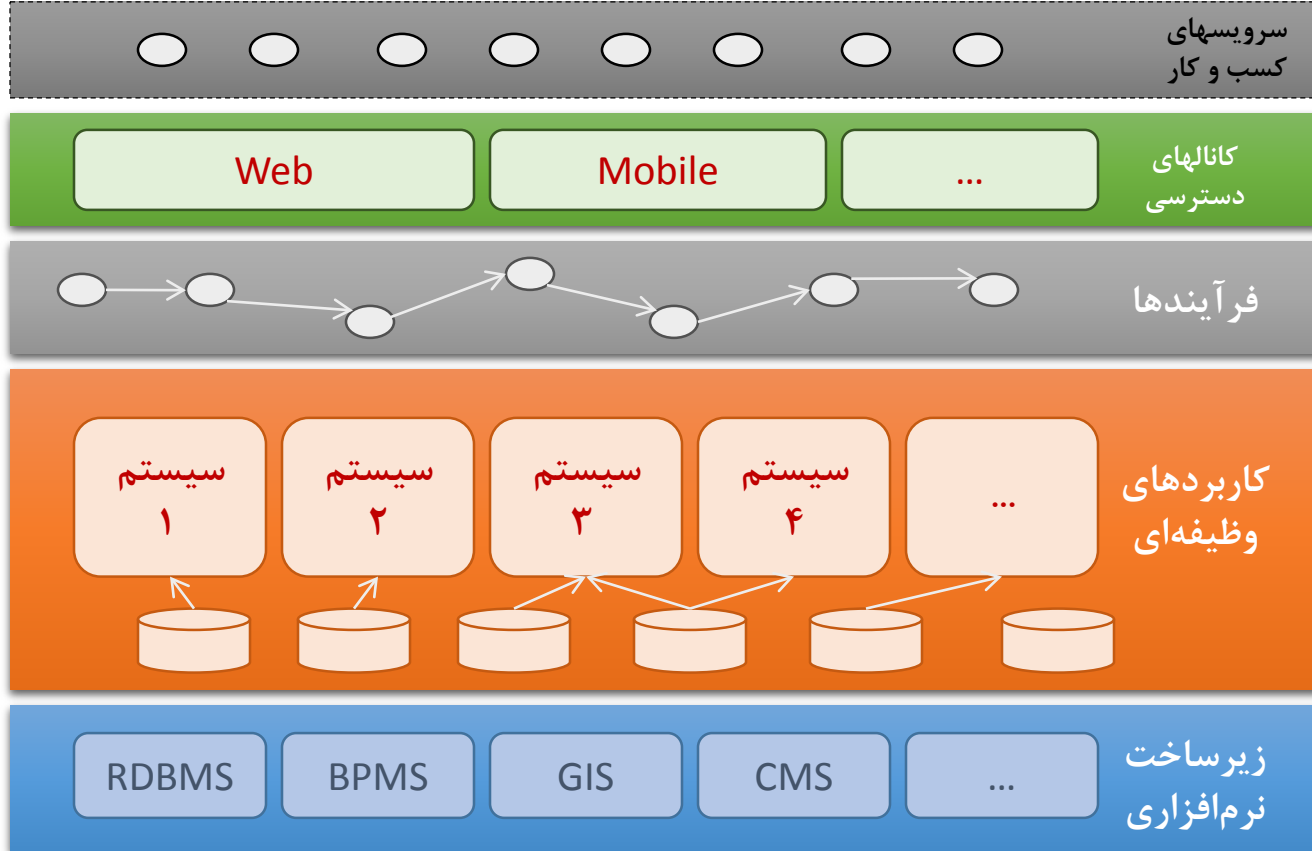 سرویسهای
کسب و کار
Web
Mobile
...
کانالهای
دسترسی
فرآیندها
سیستم
۱
سیستم
۲
سیستم
۳
سیستم
۴
...
کاربردهای
وظیفه‌ای
RDBMS
BPMS
GIS
CMS
...
زیرساخت
نرم‌افزاری